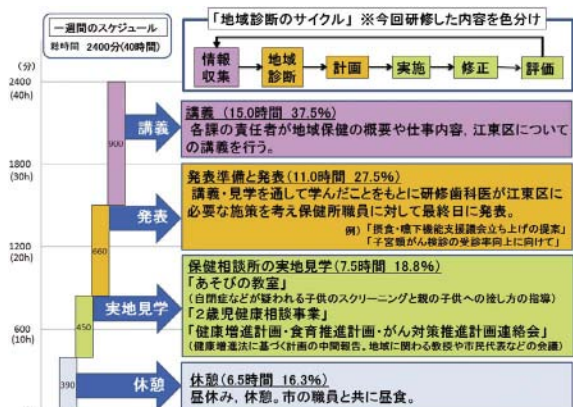 一週間のスケジュール
総時間 2400分(40時間)
「地域診断のサイクル」 ※今回研修した内容を色分け
情報
収集
地域
診断
計画
実施
修正
評価
(分)
2400
(40h)
1800
(30h)
1200
(20h)
600
(10h)
900
講義
講義 (15.0時間 37.5%)
各課の責任者が地域保健の概要や仕事内容、江東区につい
ての講義を行う。
660
発表
発表準備と発表(11.0時間 27.5%)
講義・見学を通して学んだことをもとに研修歯科医が江東区に
必要な施策を考え保健所職員に対して最終日に発表。
例)「摂食・嚥下機能支援議会立ち上げの提案」
「子宮頸がん検診の受診率向上に向けて」
450
実地見学
保健相談所の実地見学(7.5時間 18.8%)
「あそびの教室」
(自閉症などが疑われる子供のスクリーニングと親の子供への接し方の指導)
「2歳児健康相談事業」
「健康増進計画・食育推進計画・がん対策推進計画連絡会」
(健康増進法に基づく計画の中間報告。地域に関わる教授や市民代表などの会議)
390
休憩
休憩(6.5時間 16.3%)
昼休み、休憩。市の職員と共に昼食。